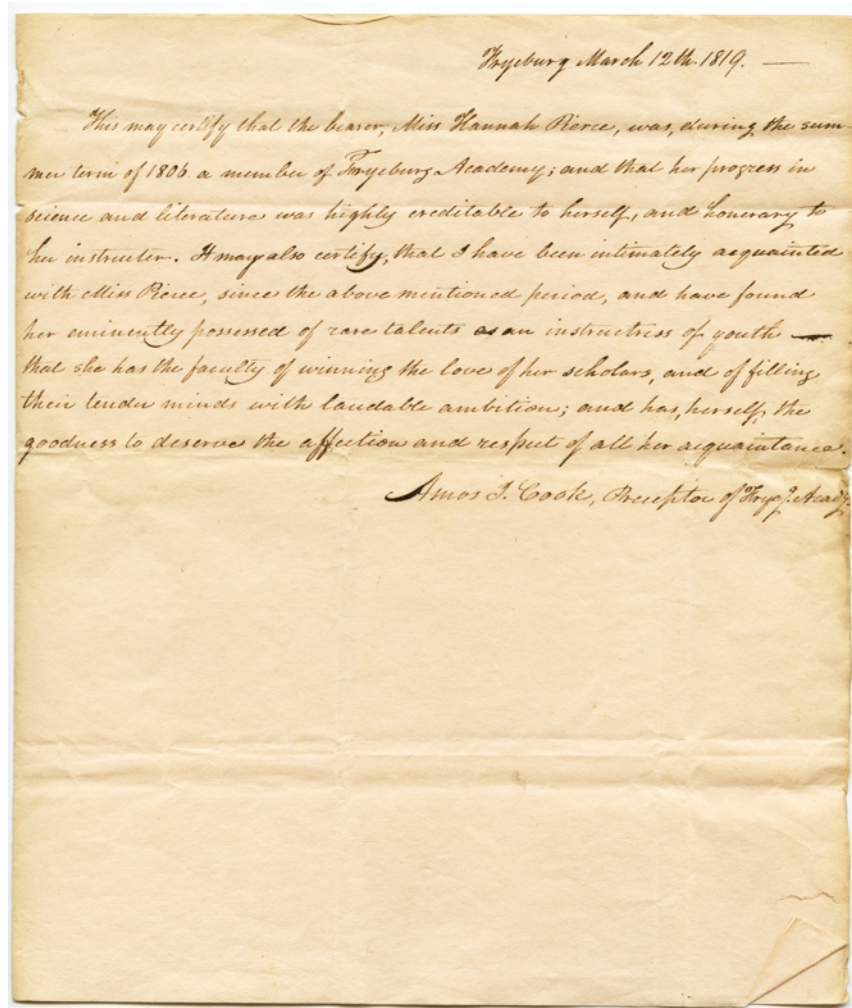 Fryeburg March 12th. 1819. —
This may certify that the bearer, Miss Hannah Pierce, was, during the sum-
mer term of 1806 a member of Fryeburg Academy; and that her progress in
science and literature was highly creditable to herself, and honorary to
her instructer. It may also certify, that I have been intimately acquainted
with Miss Pierce, since the above mentioned period, and have found
her eminently possessed of rare talents as an instructress of youth —
that she has the faculty of winning the love of her scholars, and of filling
their tender minds with laudable ambition; and has, herself, the
goodness to deserve the affection and respect of all her acquaintance.
Amos J. Cook, Preceptor of Fryeg. Acady.